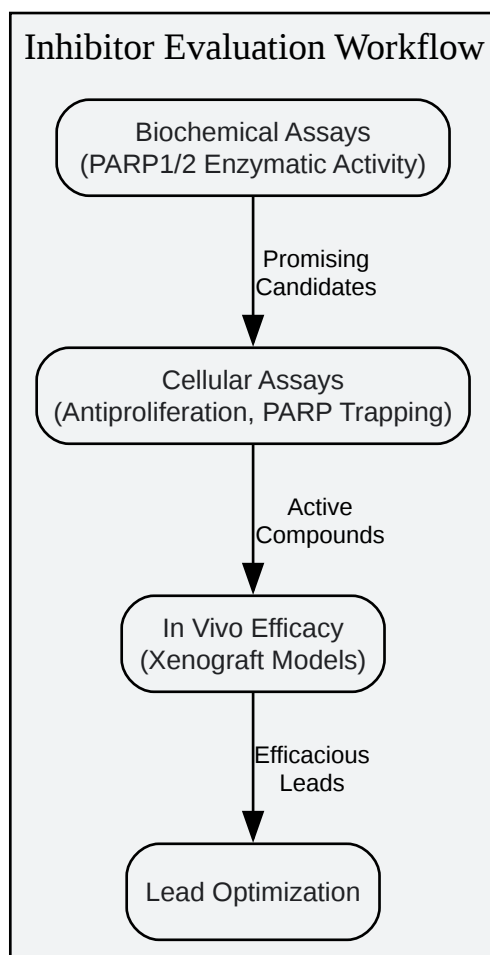 Inhibitor Evaluation Workflow
Biochemical Assays
(PARP1/2 Enzymatic Activity)
Promising
Candidates
Cellular Assays
(Antiproliferation, PARP Trapping)
Active
Compounds
In Vivo Efficacy
(Xenograft Models)
Efficacious
Leads
Lead Optimization